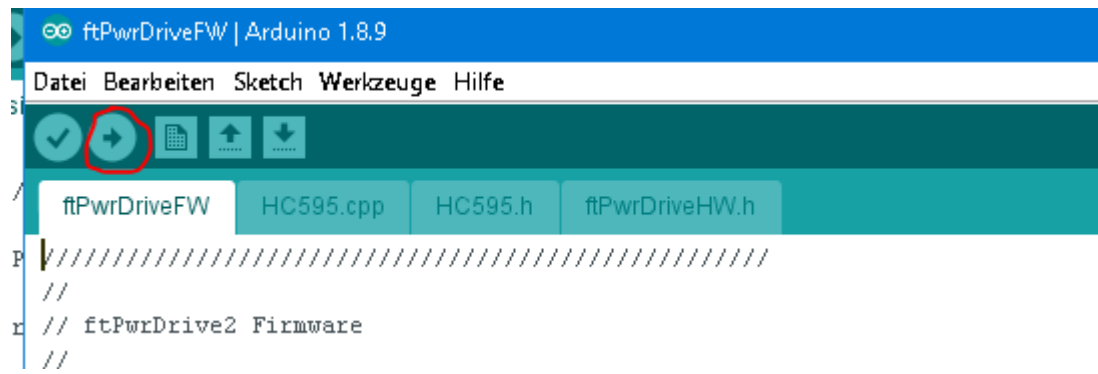 ftPwrDriveFW | Arduino 1.8.9
Datei Bearbeiten Sketch Werkzeuge Hilfe
ftPwrDriveFW HC595.cpp HC595.h ftPwrDriveHW.h
//////////////////////////////////////////////////
//
// ftPwrDrive2 Firmware
//